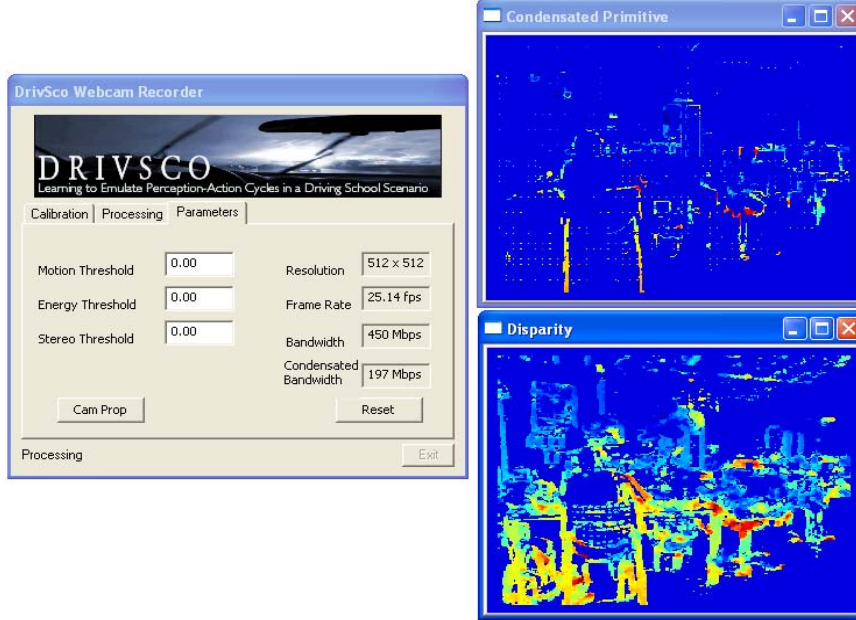 Condensated Primitive
DrivSco Webcam Recorder
DRIVSCO
Learning to Emulate Perception-Action Cycles in a Driving School Scenario
Calibration Processing Parameters
Motion Threshold 0.00 Resolution 512 x 512
Energy Threshold 0.00 Frame Rate 25.14 fps
Stereo Threshold 0.00 Bandwidth 450 Mbps
Condensated
Bandwidth 197 Mbps
Cam Prop Reset
Processing Exit
Disparity